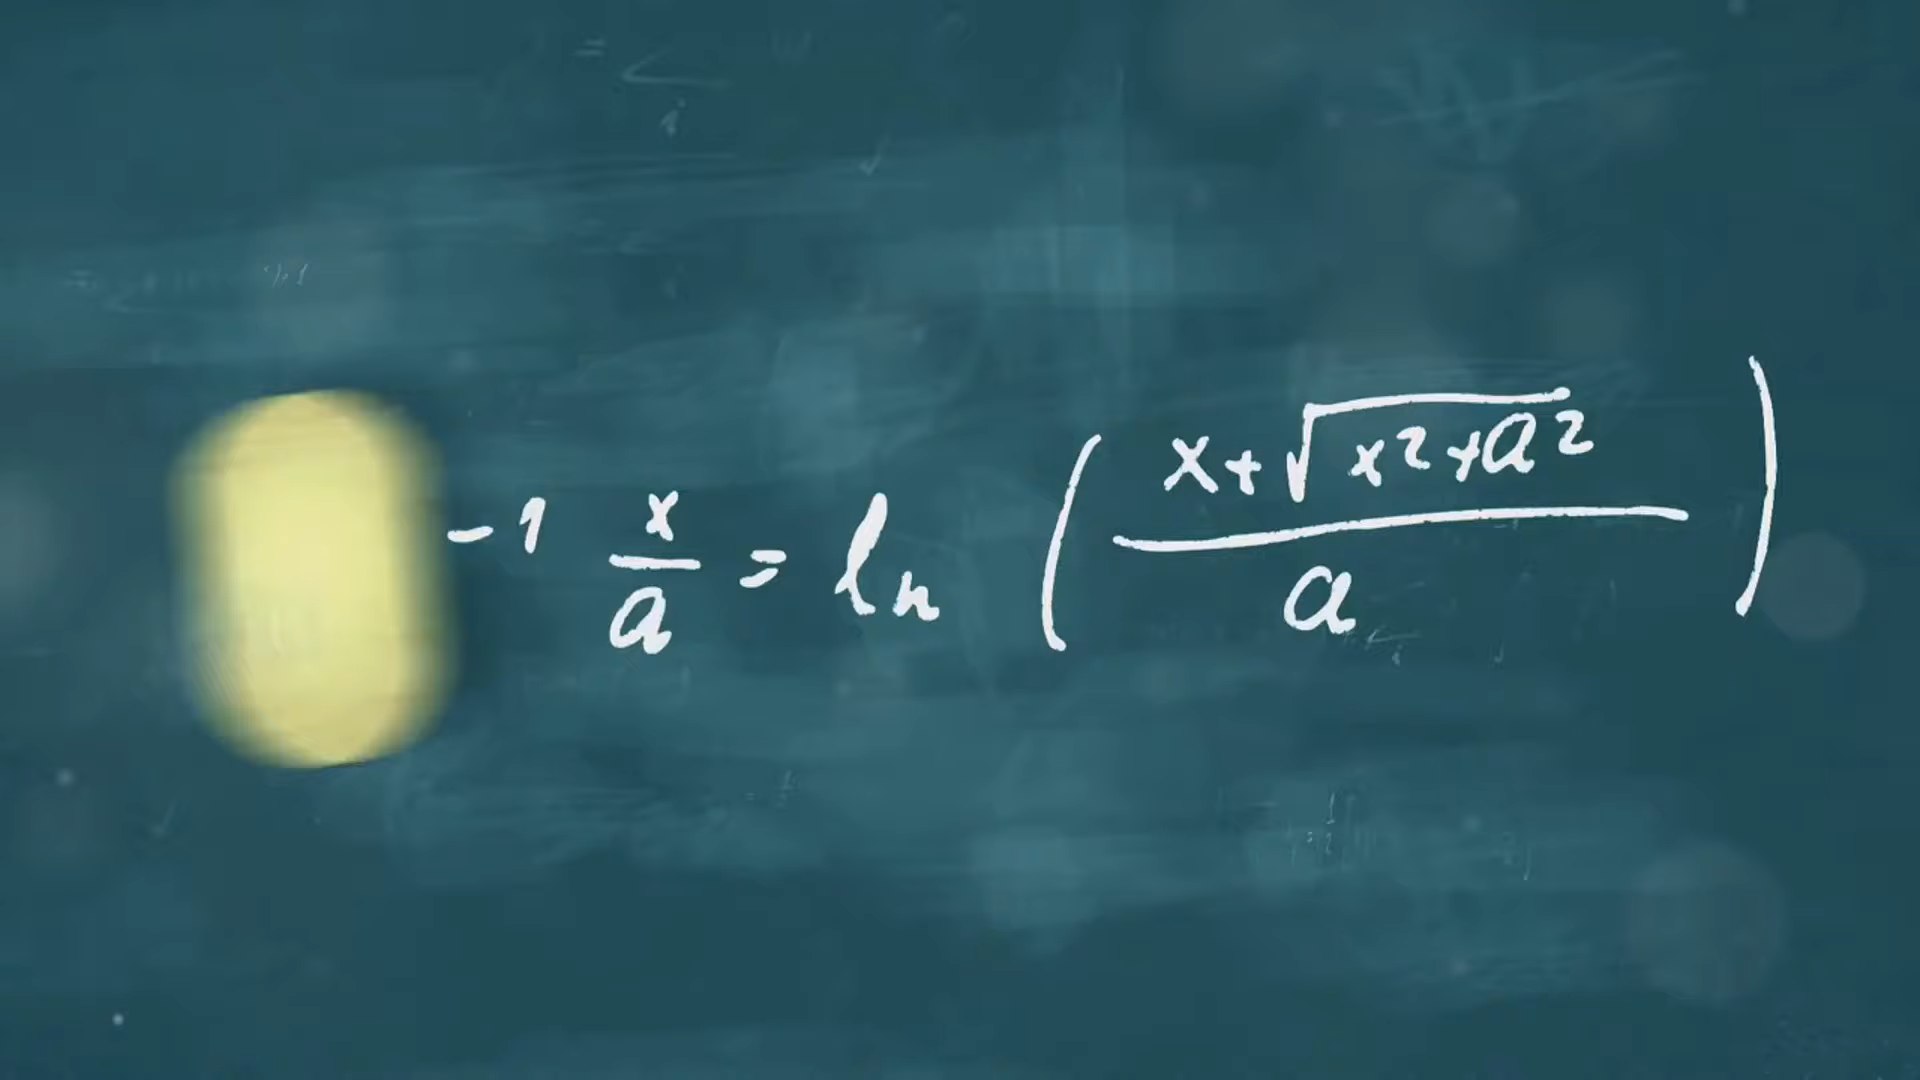 -1 x/a = ln ( (x+√x2+a2)/a )